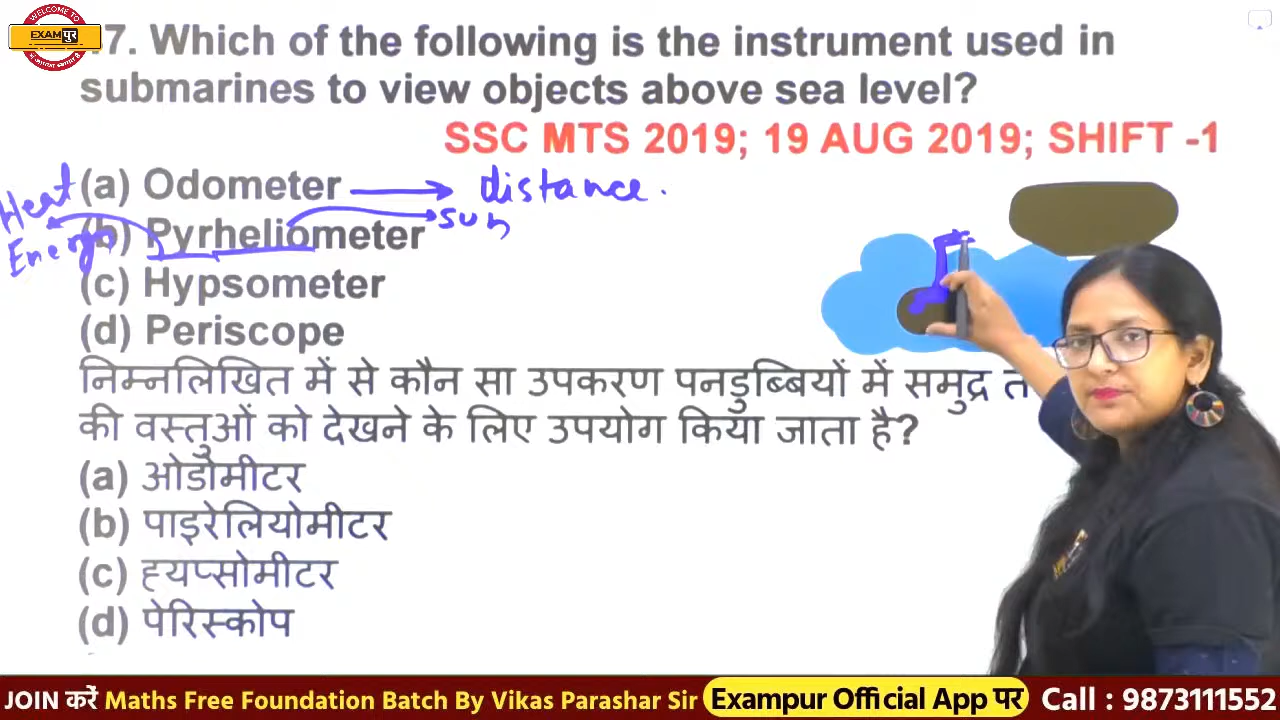 WELCOME TO
EXAMপুर
7. Which of the following is the instrument used in
submarines to view objects above sea level?
SSC MTS 2019; 19 AUG 2019; SHIFT -1
(a) Odometer → distance.
Heat Energy (b) Pyrheliometer sun
(c) Hypsometer
(d) Periscope
निम्नलिखित में से कौन सा उपकरण पनडुब्बियों में समुद्र
की वस्तुओं को देखने के लिए उपयोग किया जाता है?
(a) ओडोमीटर
(b) पाइरेलियोमीटर
(c) ह्यप्सोमीटर
(d) पेरिस्कोप
JOIN करें Maths Free Foundation Batch By Vikas Parashar Sir Exampur Official App पर Call : 9873111552